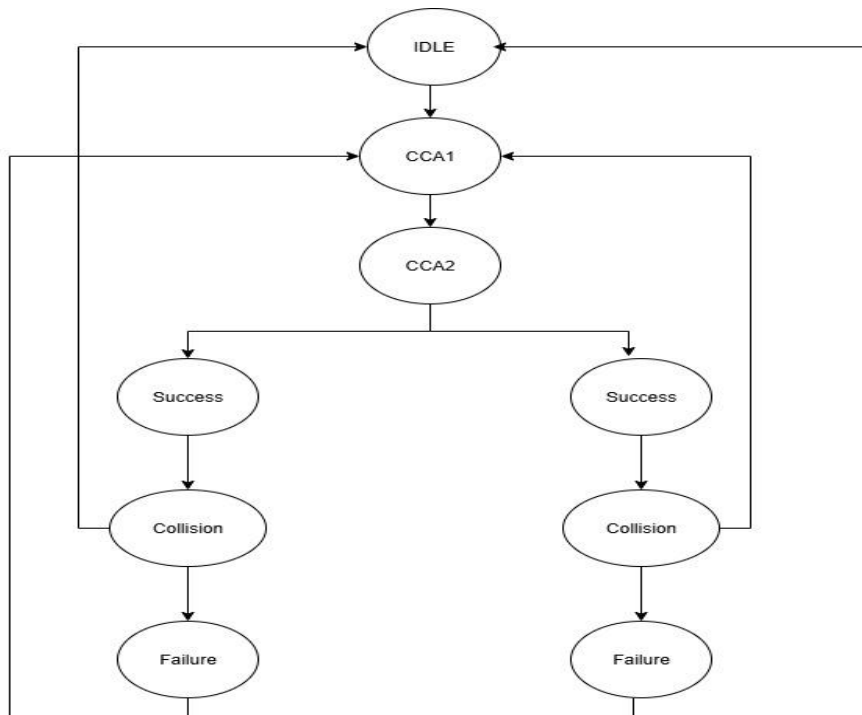 IDLE
CCA1
CCA2
Success
Success
Collision
Collision
Failure
Failure